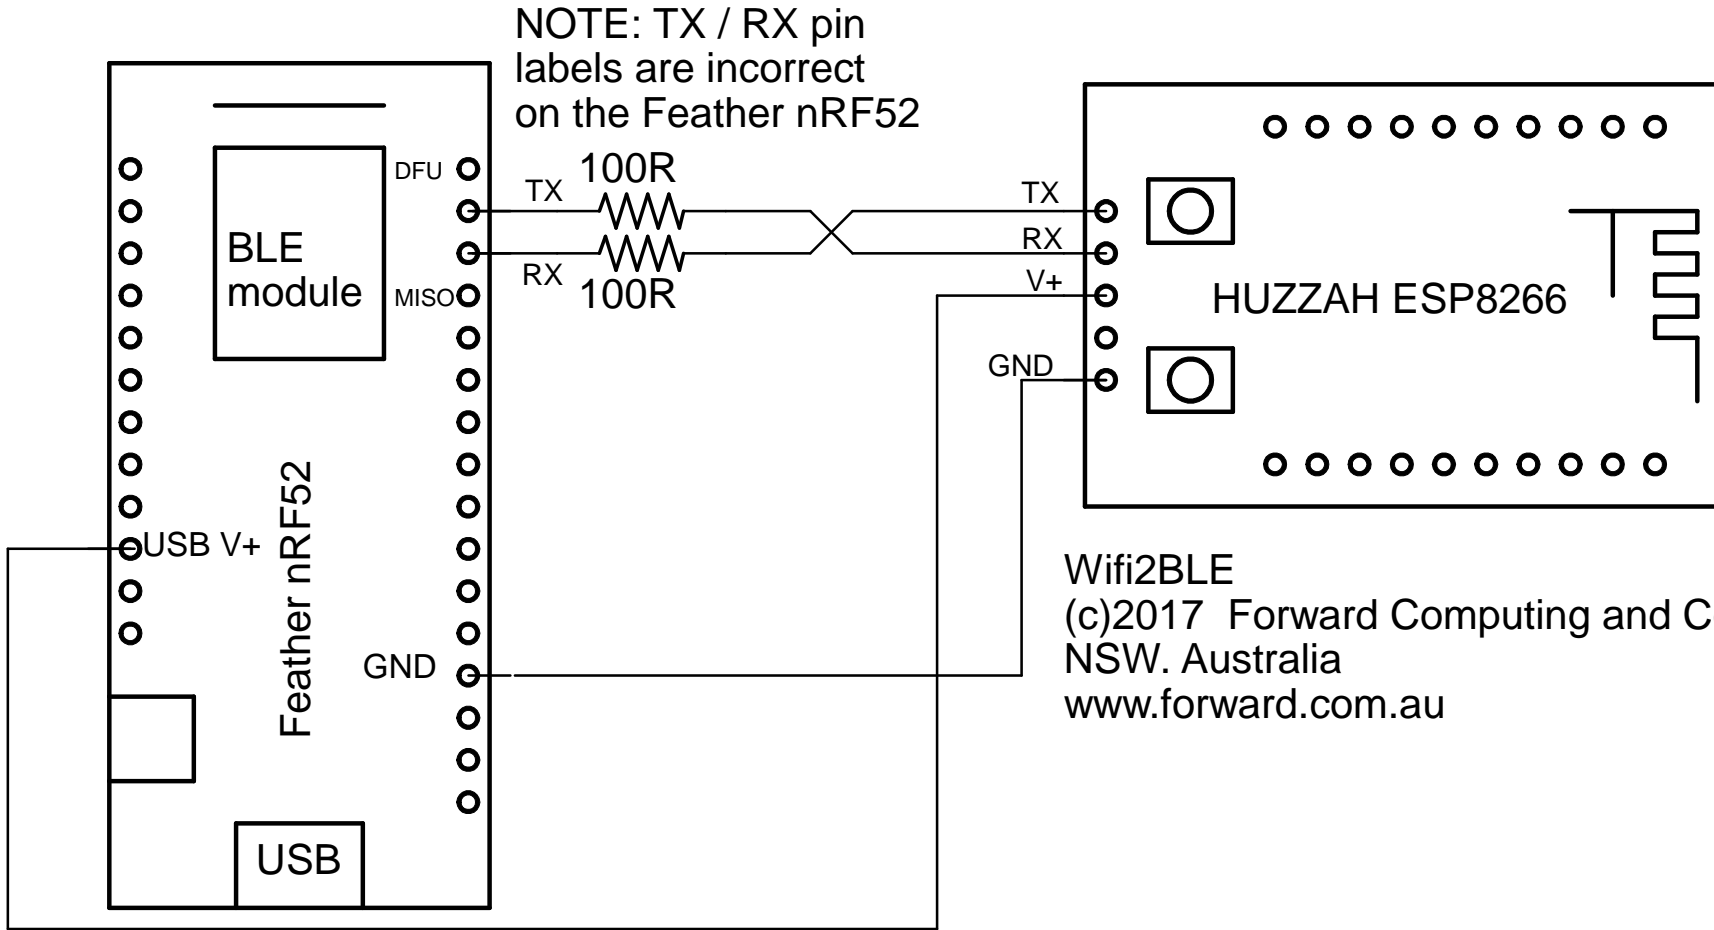 NOTE: TX / RX pin
labels are incorrect
on the Feather nRF52
DFU
TX
100R
BLE
module
MISO
RX
100R
TX
RX
V+
GND
HUZZAH ESP8266
USB V+
Feather nRF52
GND
USB
Wifi2BLE
(c)2017 Forward Computing and C
NSW. Australia
www.forward.com.au